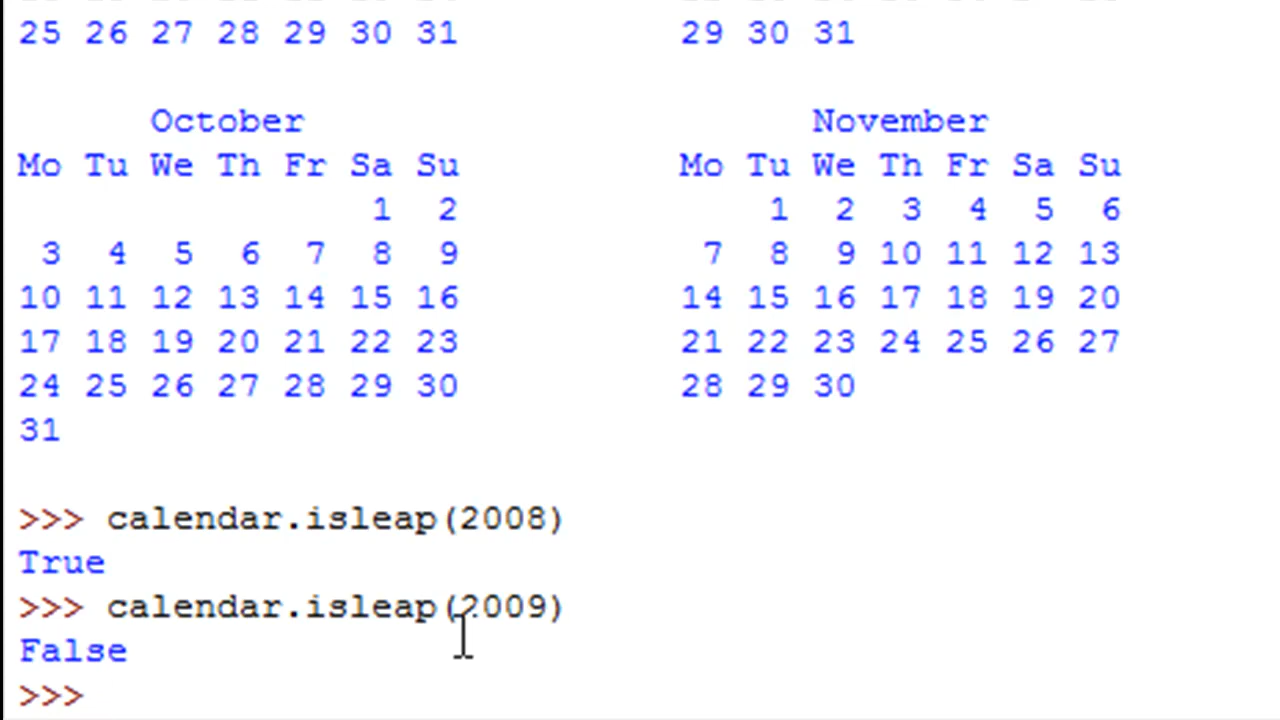 25 26 27 28 29 30 31 29 30 31
October November
Mo Tu We Th Fr Sa Su Mo Tu We Th Fr Sa Su
1 2 1 2 3 4 5 6
3 4 5 6 7 8 9 7 8 9 10 11 12 13
10 11 12 13 14 15 16 14 15 16 17 18 19 20
17 18 19 20 21 22 23 21 22 23 24 25 26 27
24 25 26 27 28 29 30 28 29 30
31
>>> calendar.isleap(2008)
True
>>> calendar.isleap(2009)
False
>>>